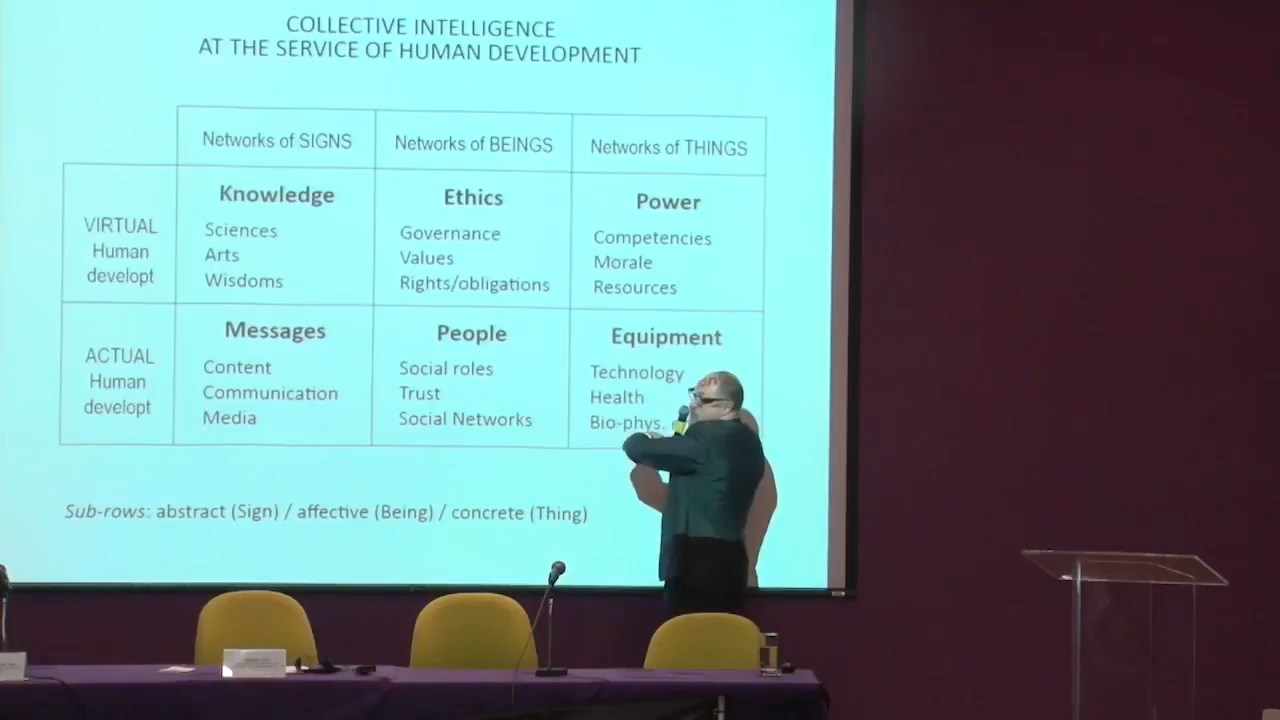 COLLECTIVE INTELLIGENCE
AT THE SERVICE OF HUMAN DEVELOPMENT
Networks of SIGNS
Networks of BEINGS
Networks of THINGS
VIRTUAL
Human
developt
Knowledge
Sciences
Arts
Wisdoms
Ethics
Governance
Values
Rights/obligations
Power
Competencies
Morale
Resources
ACTUAL
Human
developt
Messages
Content
Communication
Media
People
Social roles
Trust
Social Networks
Equipment
Technology
Health
Bio-phys.
Sub-rows: abstract (Sign) / affective (Being) / concrete (Thing)